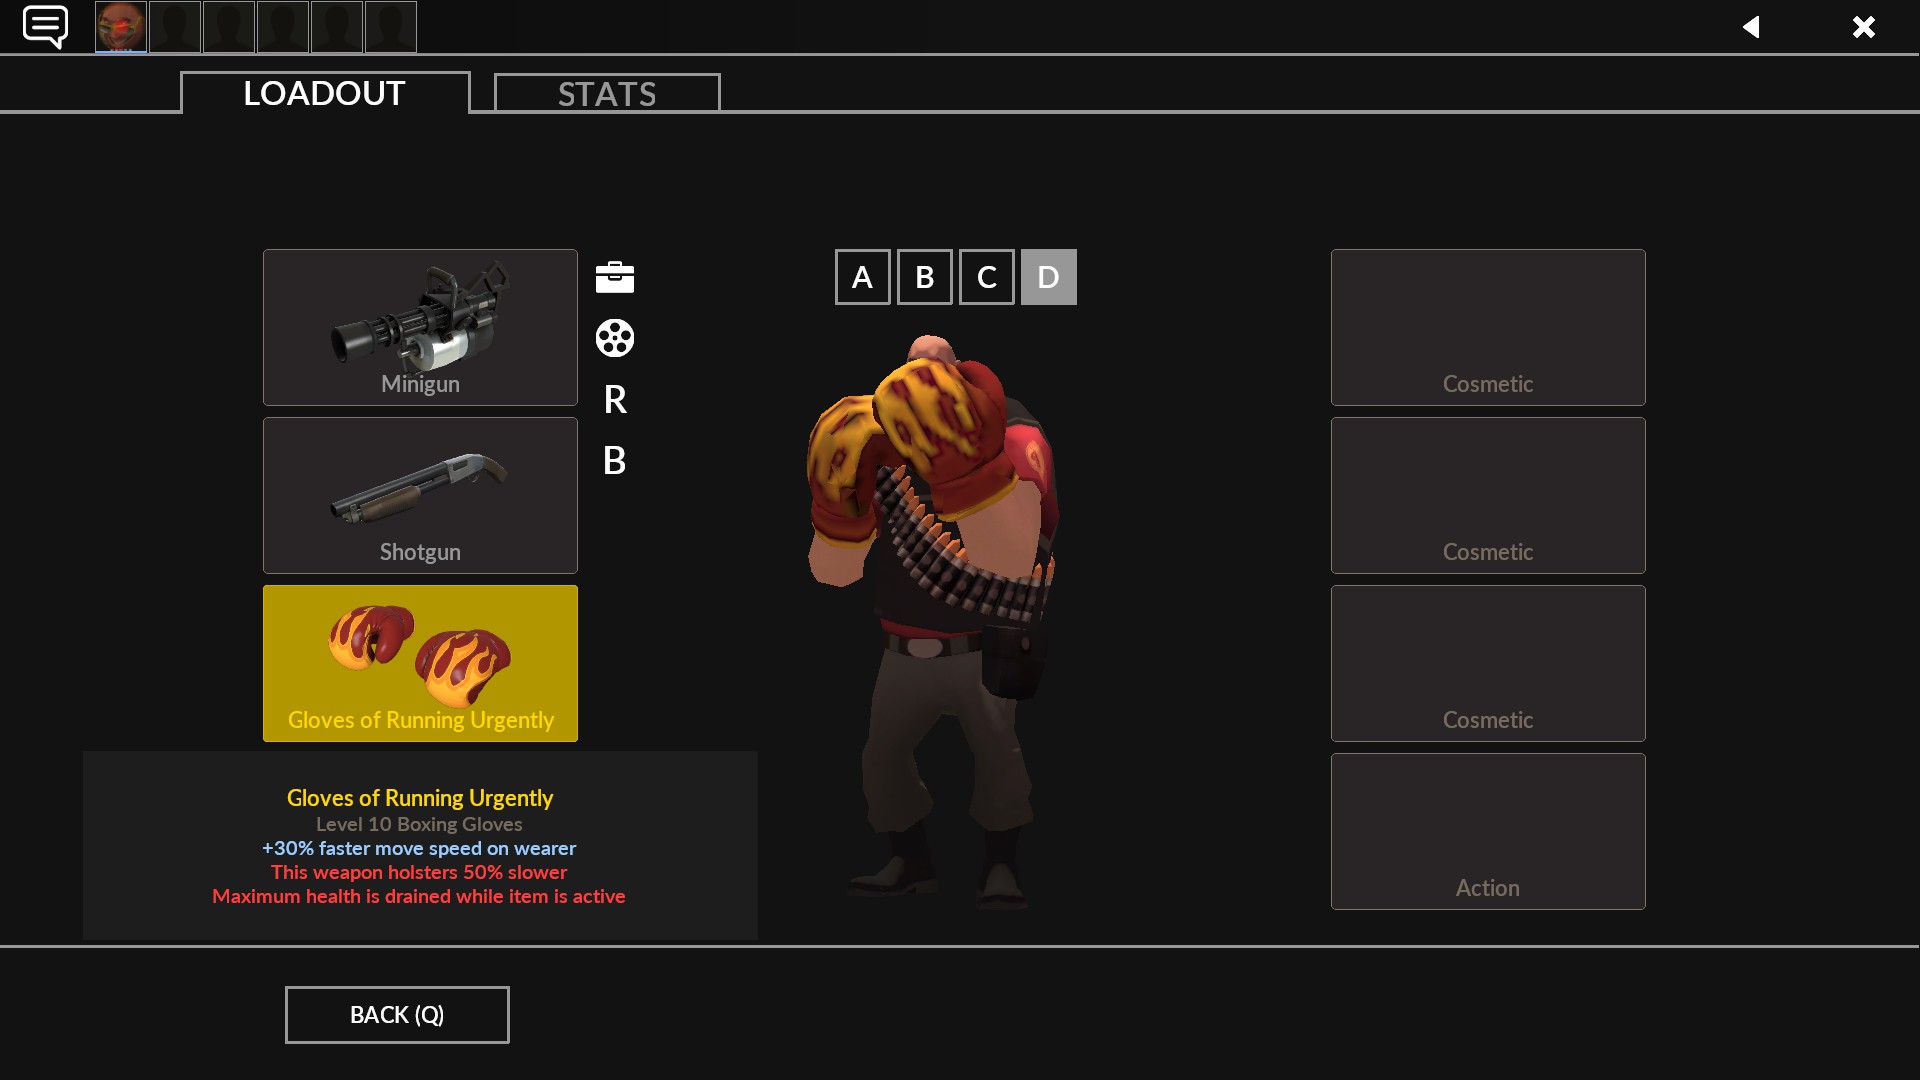 LOADOUT
STATS
Minigun
Shotgun
Gloves of Running Urgently
R
B
A
B
C
D
Cosmetic
Cosmetic
Cosmetic
Action
Gloves of Running Urgently
Level 10 Boxing Gloves
+30% faster move speed on wearer
This weapon holsters 50% slower
Maximum health is drained while item is active
BACK (Q)